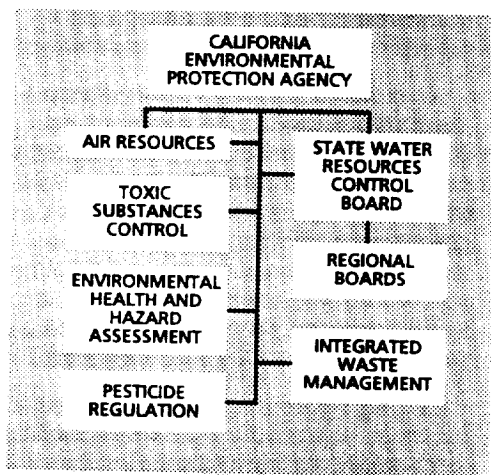 CALIFORNIA
ENVIRONMENTAL
PROTECTION AGENCY
AIR RESOURCES
TOXIC
SUBSTANCES
CONTROL
ENVIRONMENTAL
HEALTH AND
HAZARD
ASSESSMENT
PESTICIDE
REGULATION
STATE WATER
RESOURCES
CONTROL
BOARD
REGIONAL
BOARDS
INTEGRATED
WASTE
MANAGEMENT